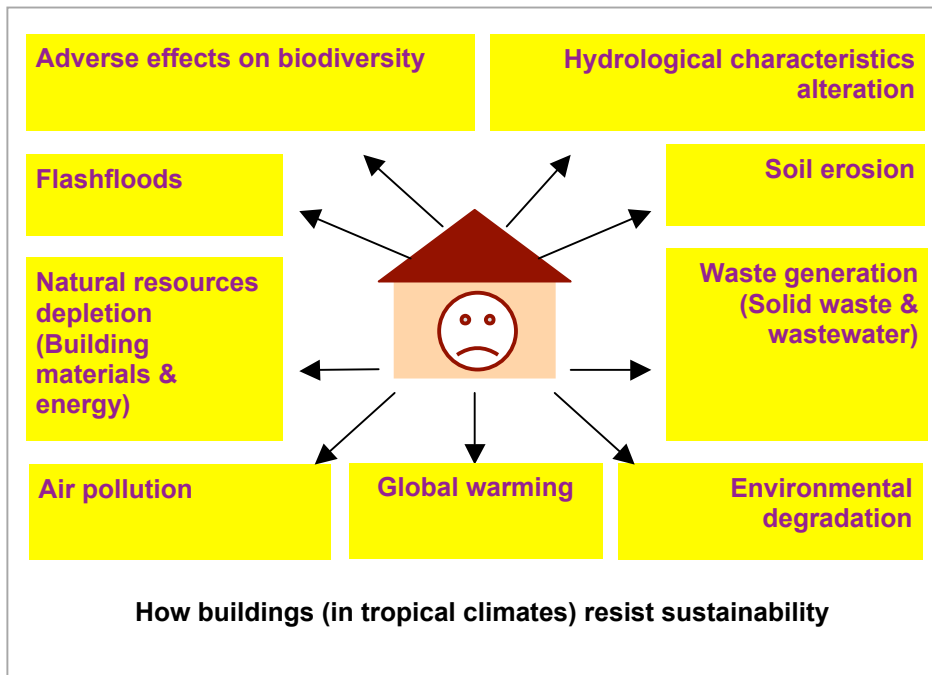 Adverse effects on biodiversity
Hydrological characteristics
alteration
Flashfloods
Soil erosion
Natural resources
depletion
(Building
materials &
energy)
Waste generation
(Solid waste &
wastewater)
Air pollution
Global warming
Environmental
degradation
How buildings (in tropical climates) resist sustainability